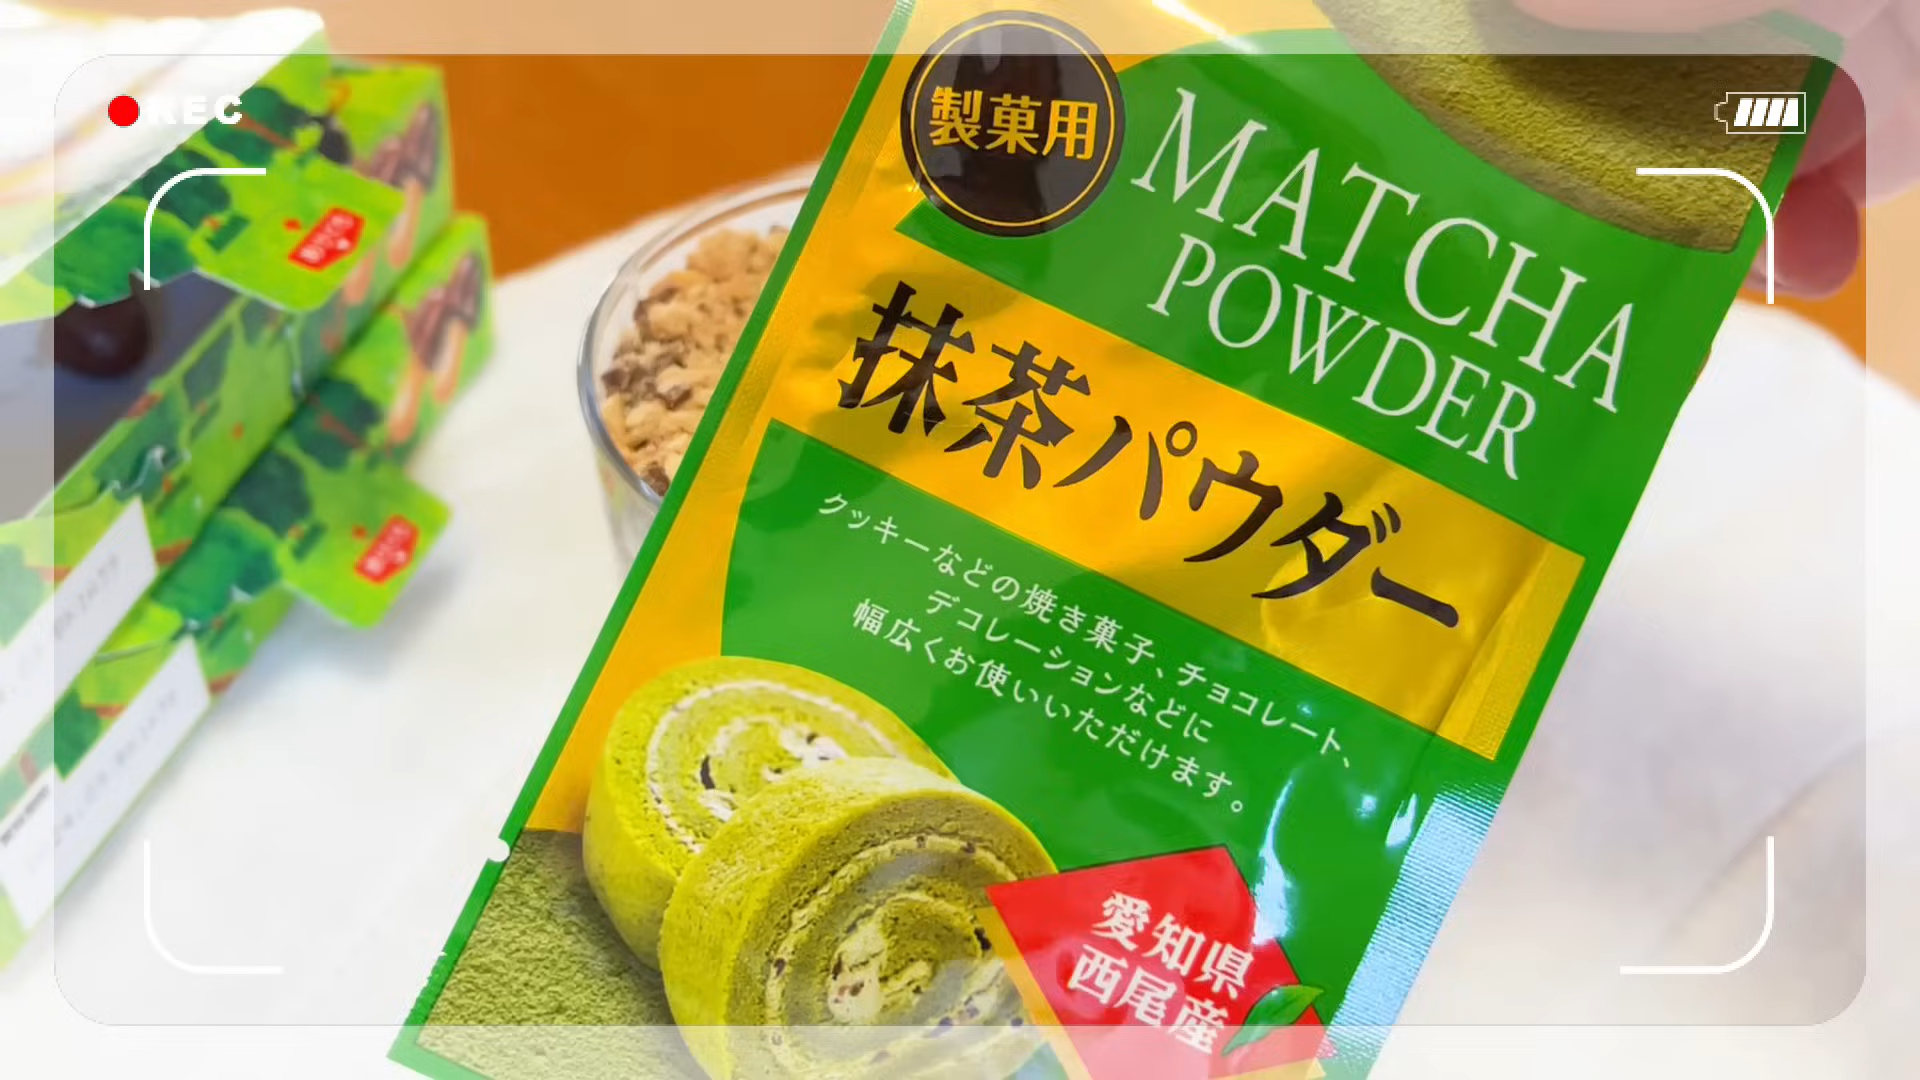 REC
製菓用
MATCHA
POWDER
抹茶パウダー
クッキーなどの焼き菓子、チョコレート、
デコレーションなどに
幅広くお使いいただけます。
愛知県
西尾産